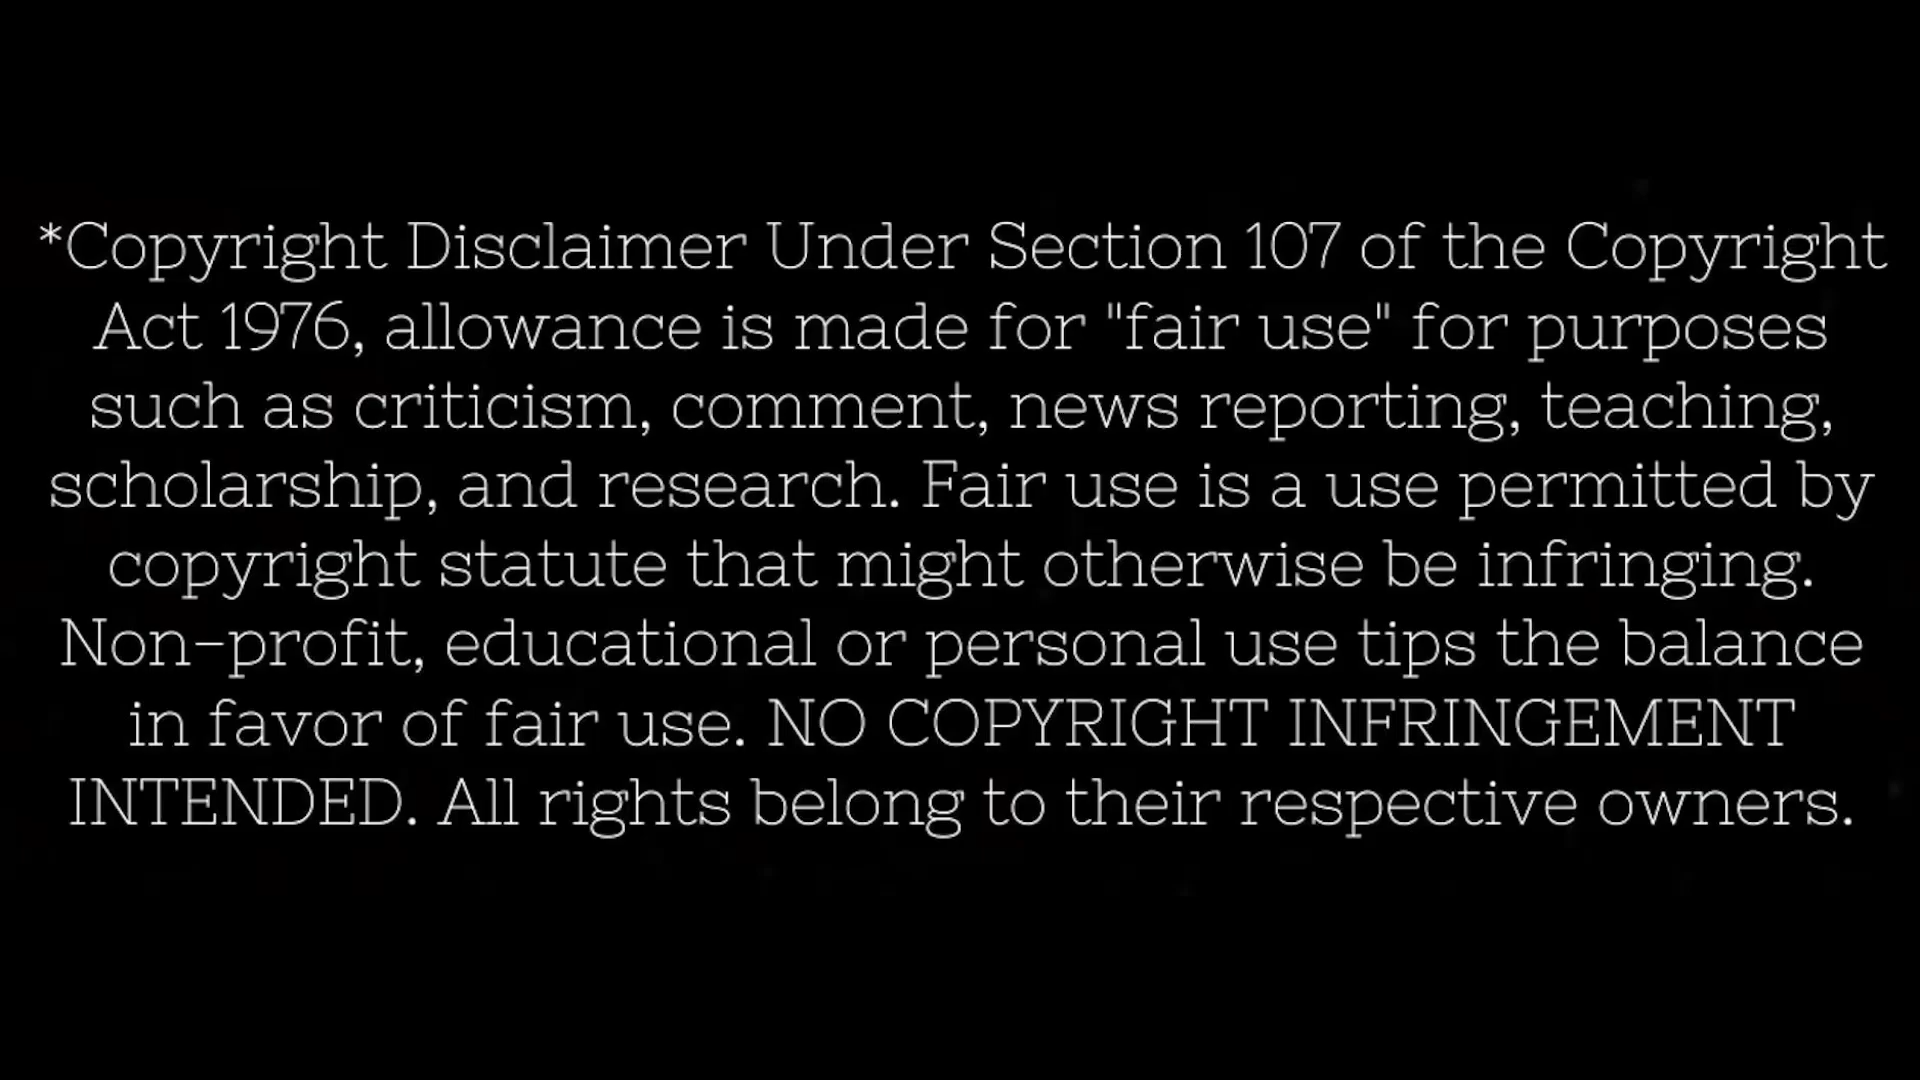 *Copyright Disclaimer Under Section 107 of the Copyright
Act 1976, allowance is made for "fair use" for purposes
such as criticism, comment, news reporting, teaching,
scholarship, and research. Fair use is a use permitted by
copyright statute that might otherwise be infringing.
Non-profit, educational or personal use tips the balance
in favor of fair use. NO COPYRIGHT INFRINGEMENT
INTENDED. All rights belong to their respective owners.